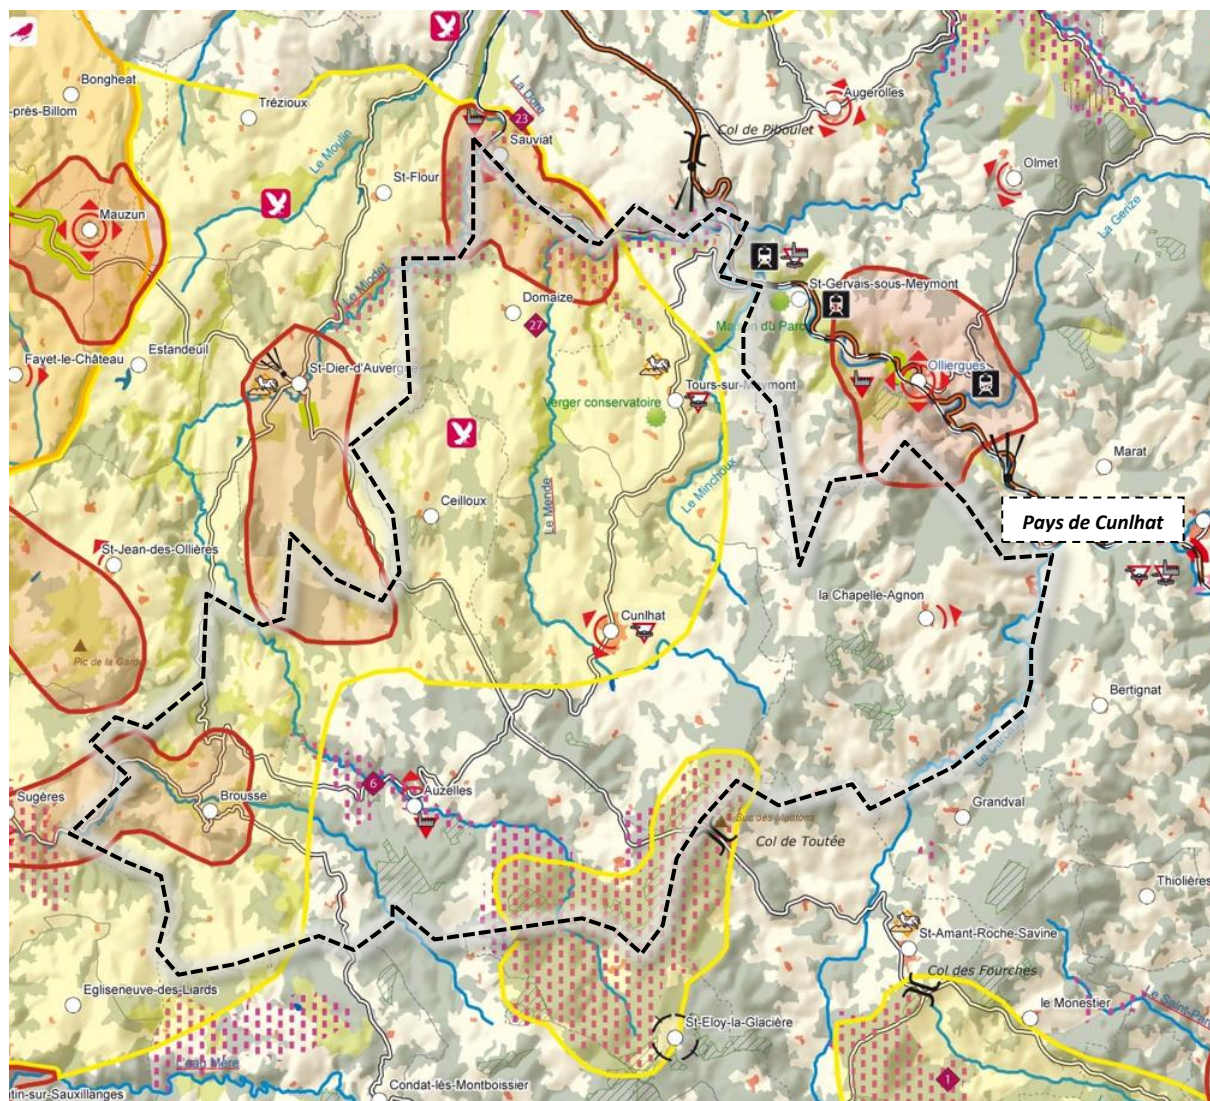 Bongheat
-près-Billom
Trézioux
La Dore
23
Sauviat
Augerolles
Col de Piboulet
Le Moulin
St-Flour
Olmet
Mauzun
La Genze
Le Miodet
St-Gervais-sous-Meymont
Domaize
27
Maison du Parc
Fayet-le-Château
Estandeuil
St-Dier-d'Auvergne
Olliergues
Tours-sur-Meymont
Verger conservatoire
Marat
Le Mende
Le Minchoux
Ceilloux
Pays de Cunlhat
St-Jean-des-Ollières
la Chapelle-Agnon
Cunlhat
Pic de la Garde
Bertignat
6
Auzelles
Sugères
Brousse
Grandval
Col de Toutée
Thiolières
St-Amant-Roche-Savine
Col des Fourches
Egliseneuve-des-Liards
le Monestier
St-Eloy-la-Glacière
L'eau Mère
1
Condat-lès-Montboissier
tin-sur-Sauxillanges